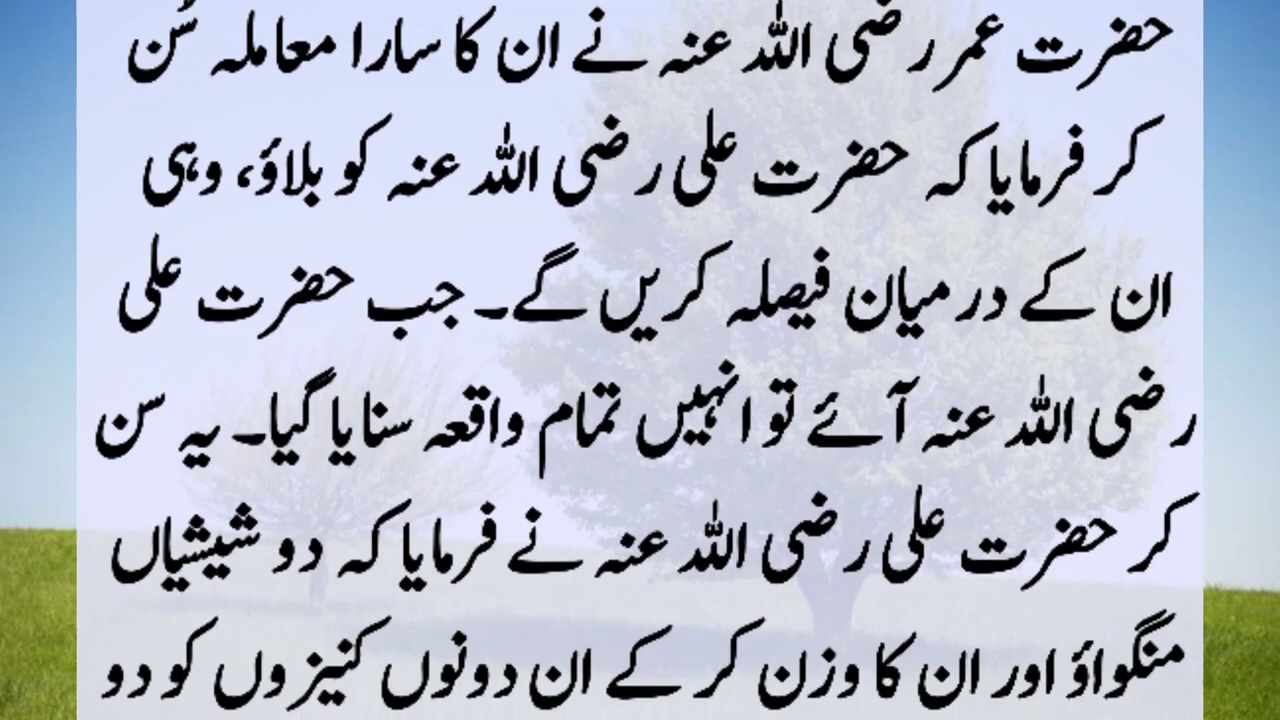 حضرت عمر رضی اللہ عنہ نے ان کا سارا معاملہ سُن
کر فرمایا کہ حضرت علی رضی اللہ عنہ کو بلاؤ، وہی
ان کے درمیان فیصلہ کریں گے۔ جب حضرت علی
رضی اللہ عنہ آئے تو انہیں تمام واقعہ سنایا گیا۔ یہ سن
کر حضرت علی رضی اللہ عنہ نے فرمایا کہ دو شیشیاں
منگواؤ اور ان کا وزن کر کے ان دونوں کنیزوں کو دو